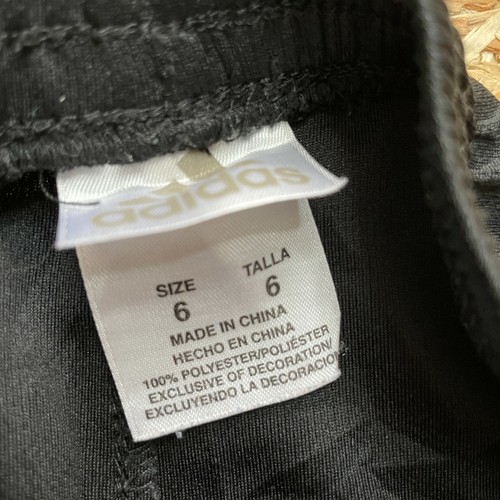 adidas
SIZE TALLA
6 6
MADE IN CHINA
HECHO EN CHINA
100% POLYESTER/POLIÉSTER
EXCLUSIVE OF DECORATION/
EXCLUYENDO LA DECORACION